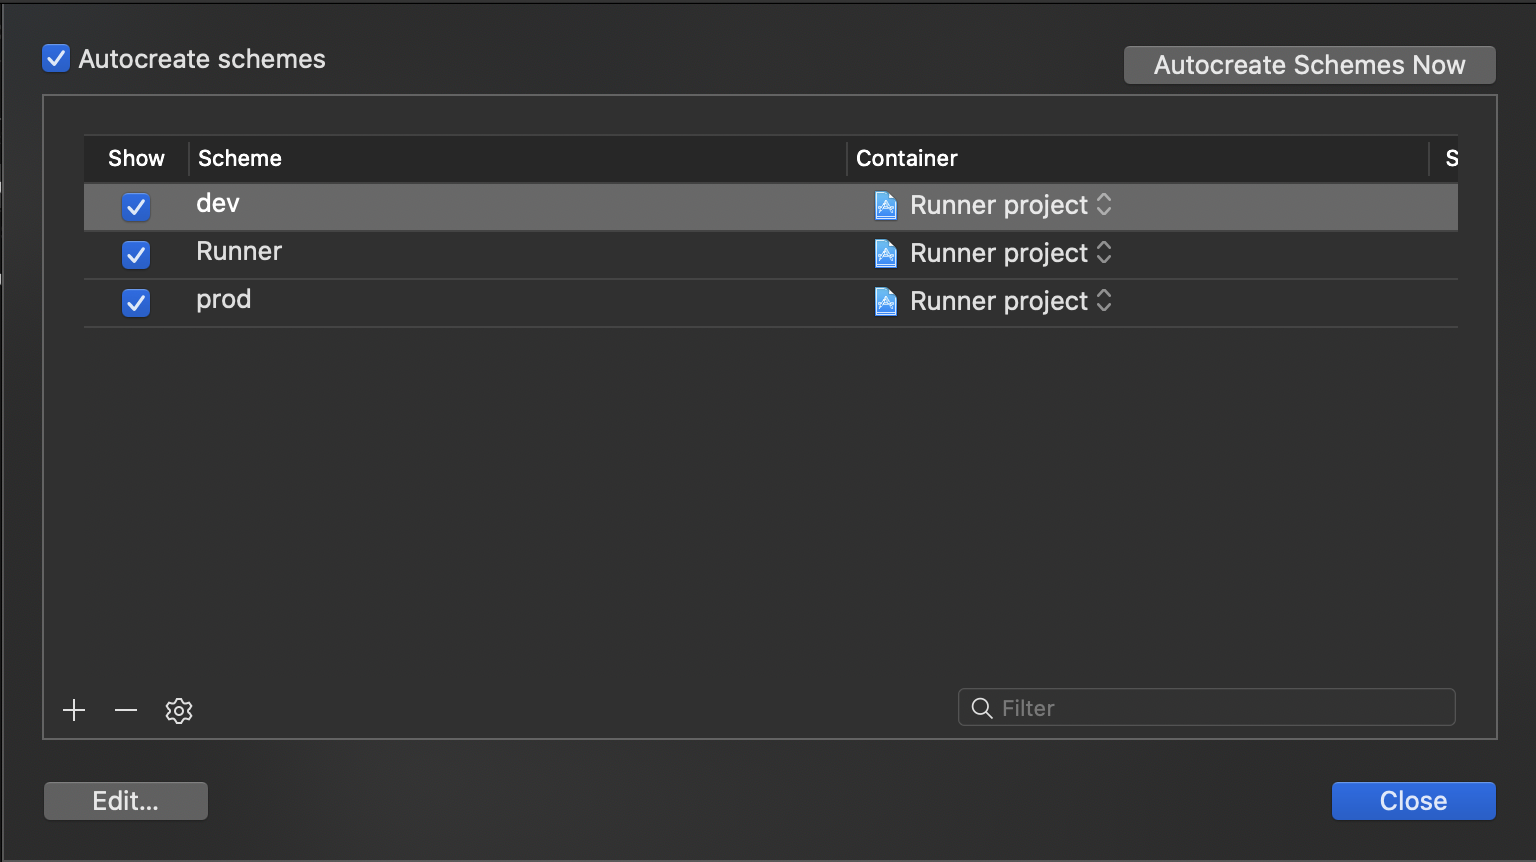 Autocreate schemes
Autocreate Schemes Now
Show Scheme Container S
dev Runner project
Runner Runner project
prod Runner project
Filter
Edit...
Close